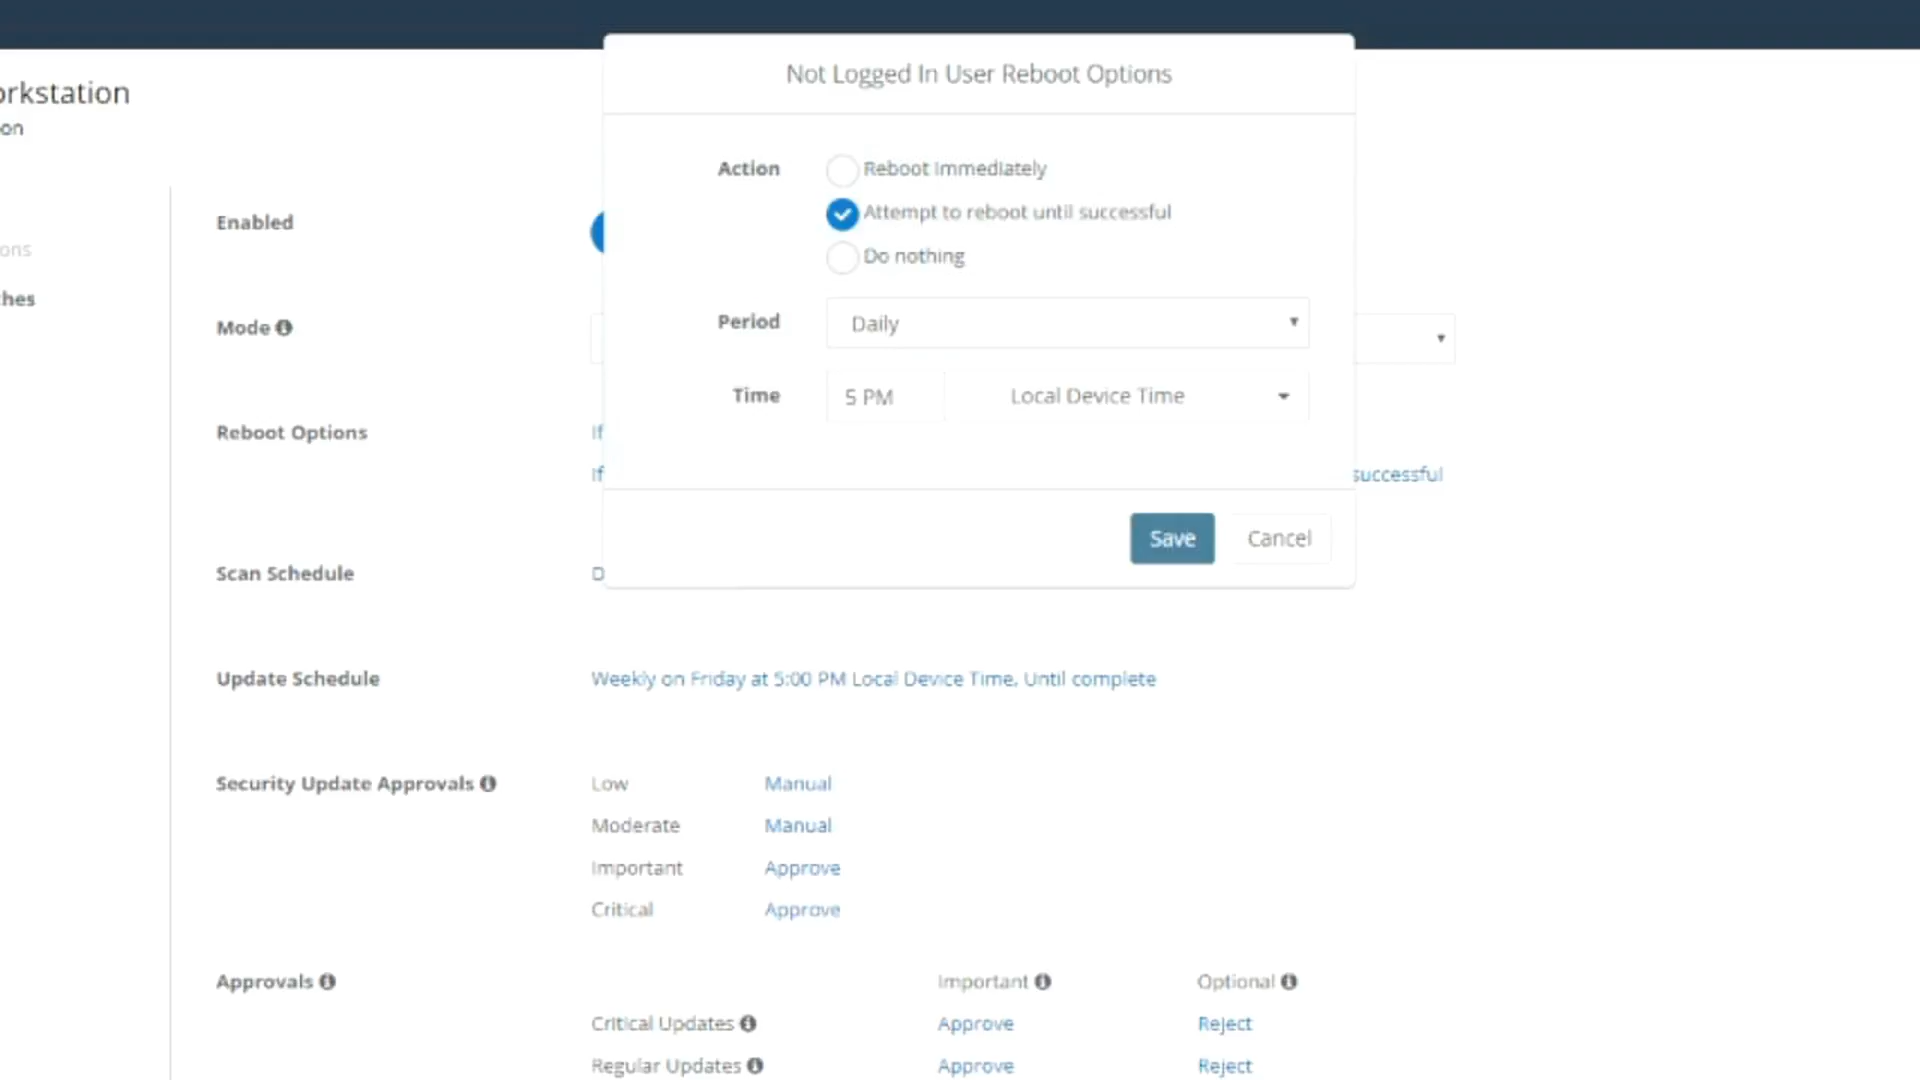 Not Logged In User Reboot Options
orkstation
on
Action
Reboot Immediately
Attempt to reboot until successful
Do nothing
Enabled
ons
hes
Mode
Period
Daily
Time
5 PM
Local Device Time
Reboot Options
If
If
successful
Save
Cancel
Scan Schedule
D
Update Schedule
Weekly on Friday at 5:00 PM Local Device Time, Until complete
Security Update Approvals
Low
Manual
Moderate
Manual
Important
Approve
Critical
Approve
Approvals
Important
Optional
Critical Updates
Approve
Reject
Regular Updates
Approve
Reject